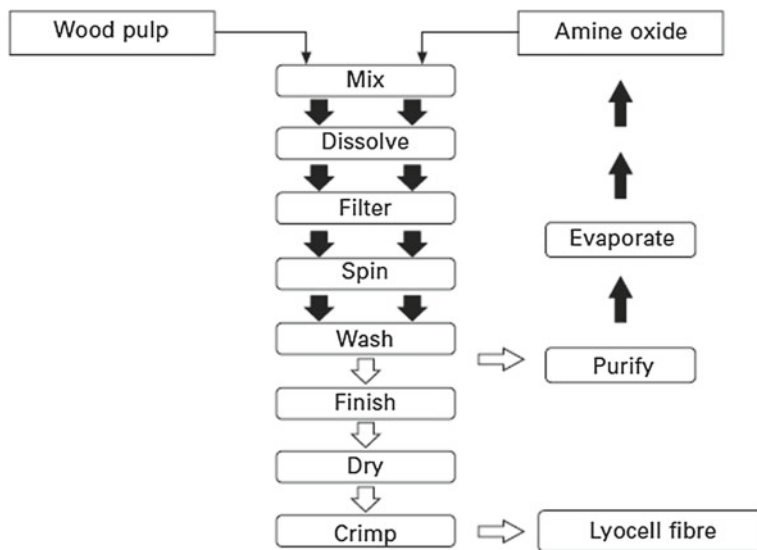 Wood pulp
Amine oxide
Mix
Dissolve
Filter
Spin
Evaporate
Wash
Purify
Finish
Dry
Crimp
Lyocell fibre